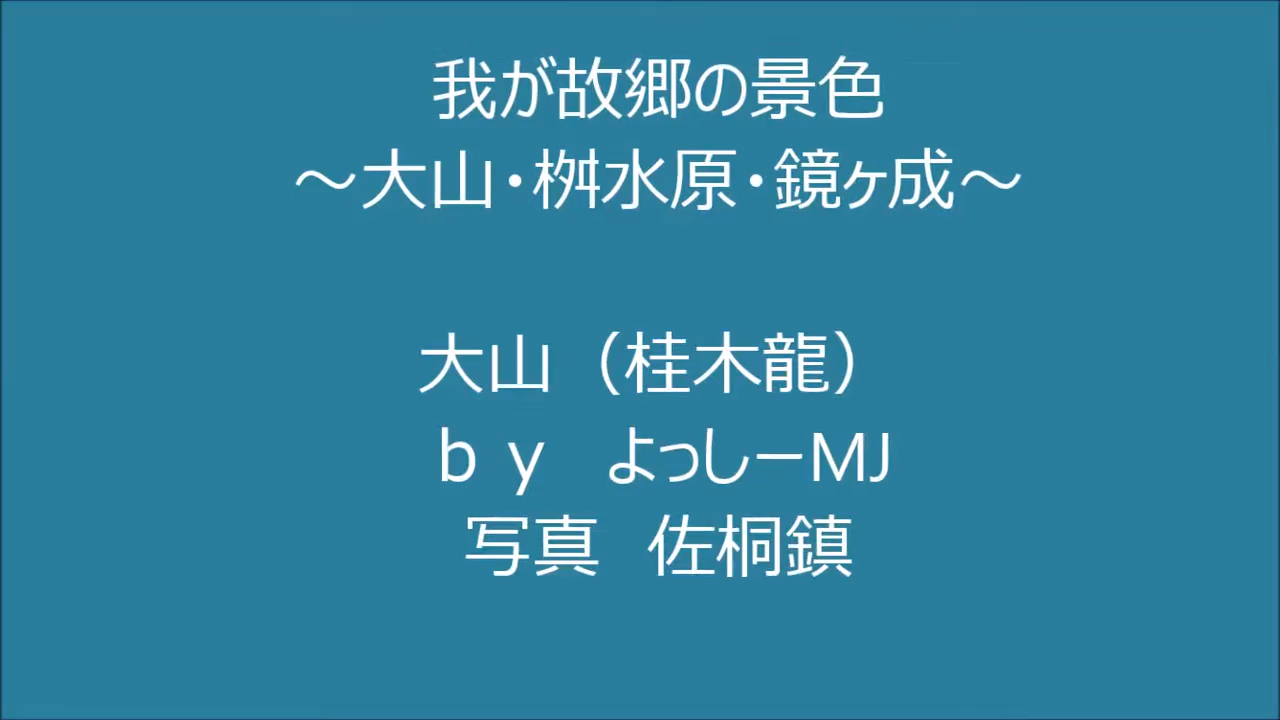 我が故郷の景色
～大山・桝水原・鏡ヶ成～
大山（桂木龍）
ｂｙ　よっしーMJ
写真　佐桐鎮